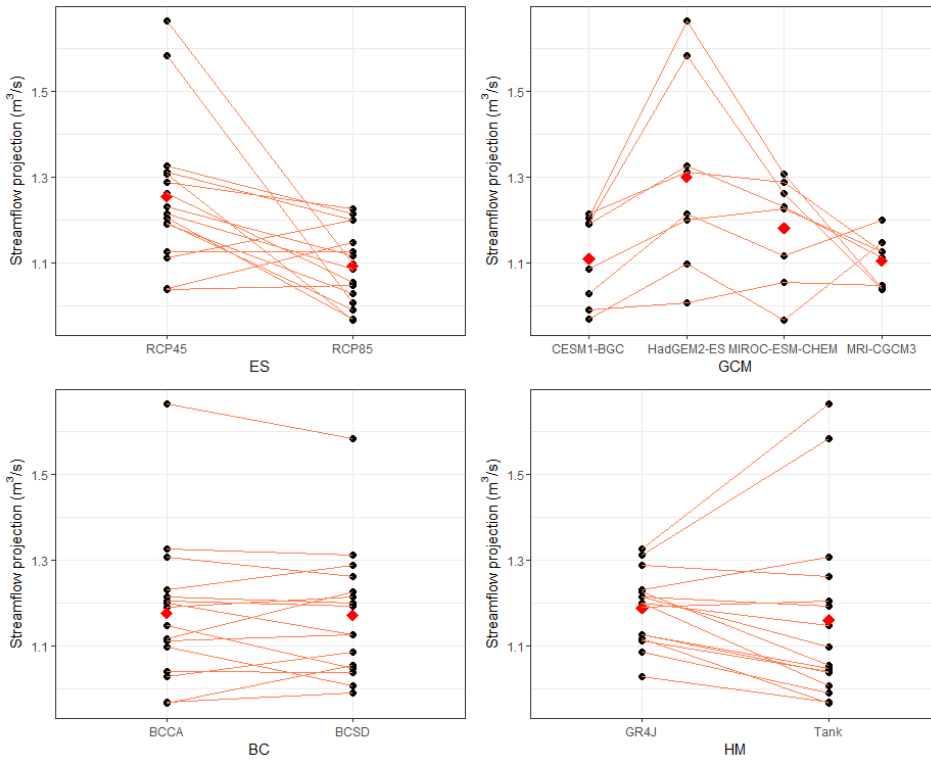 Streamflow projection (m³/s)
1.5
1.3
1.1
RCP45 RCP85
ES
Streamflow projection (m³/s)
1.5
1.3
1.1
CESM1-BGC HadGEM2-ES MIROC-ESM-CHEM MRI-CGCM3
GCM
Streamflow projection (m³/s)
1.5
1.3
1.1
BCCA BCSD
BC
Streamflow projection (m³/s)
1.5
1.3
1.1
GR4J Tank
HM